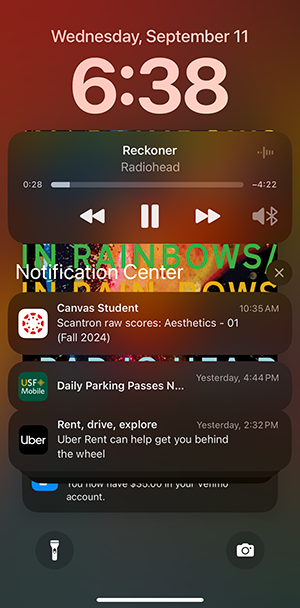 Wednesday, September 11
6:38
Reckoner
Radiohead
0:28
−4:22
IN RAINBOWS/
Notification Center
Canvas Student
10:35 AM
Scantron raw scores: Aesthetics - 01
(Fall 2024)
USF
Mobile
Daily Parking Passes N...
Yesterday, 4:44 PM
Uber
Rent, drive, explore
Yesterday, 2:32 PM
Uber Rent can help get you behind
the wheel
You now have $35.00 in your Venmo
account.